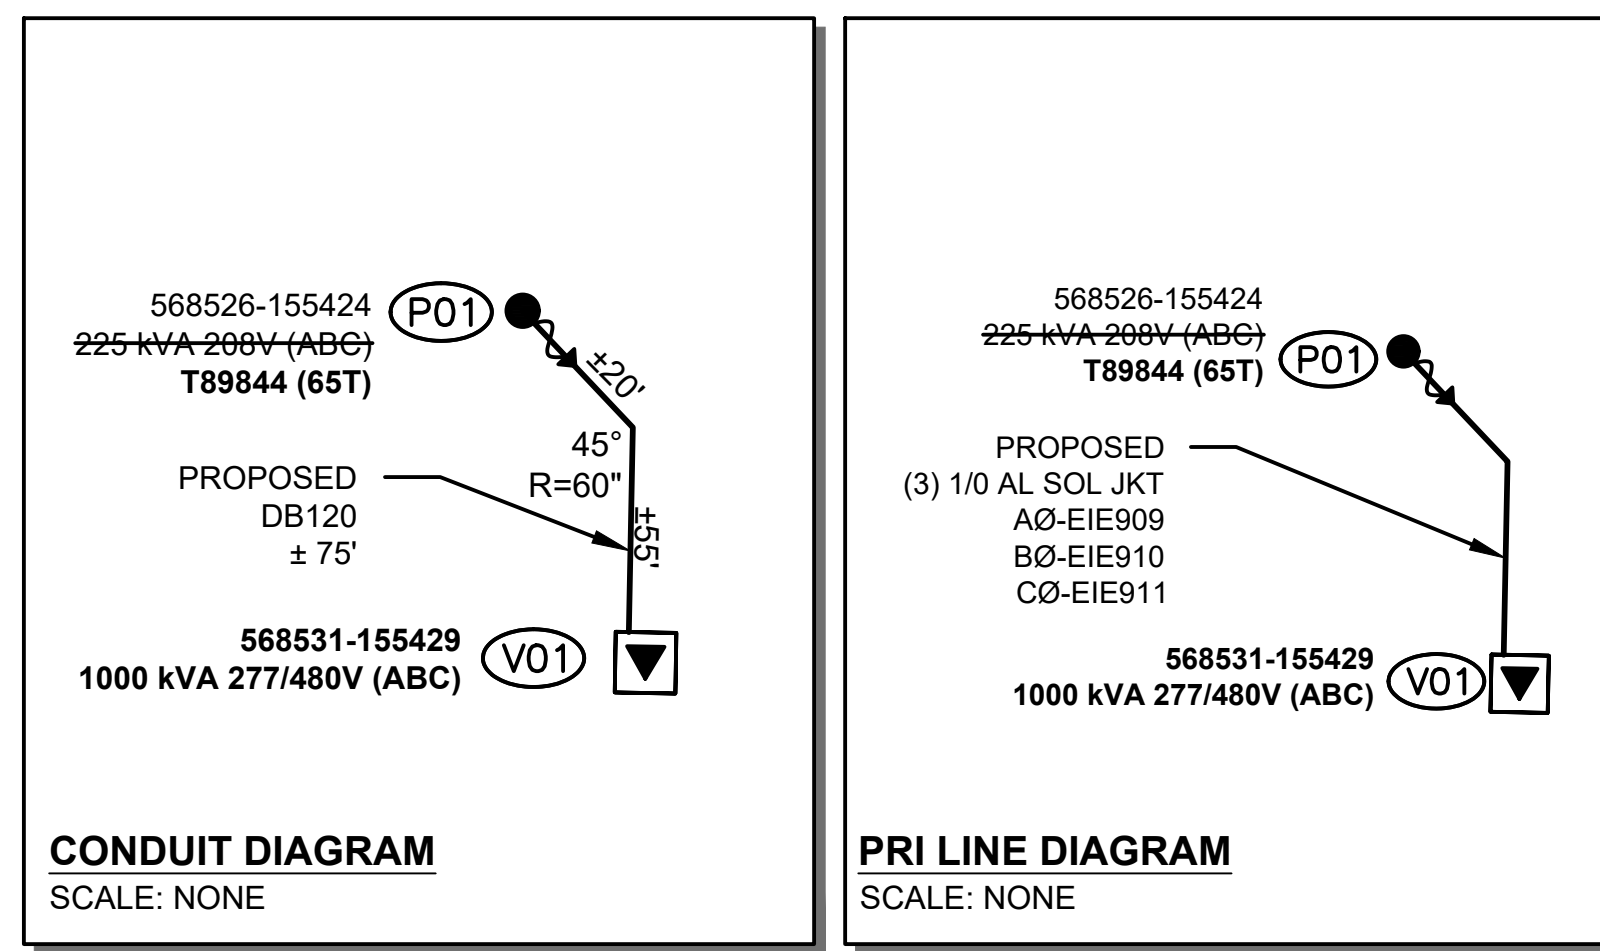 568526-155424
225 kVA 208V (ABC)
T89844 (65T)
P01
±20'
45°
R=60"
PROPOSED
DB120
± 75'
±55'
568531-155429
1000 kVA 277/480V (ABC)
V01
CONDUIT DIAGRAM
SCALE: NONE
568526-155424
225 kVA 208V (ABC)
T89844 (65T)
P01
PROPOSED
(3) 1/0 AL SOL JKT
AØ-EIE909
BØ-EIE910
CØ-EIE911
568531-155429
1000 kVA 277/480V (ABC)
V01
PRI LINE DIAGRAM
SCALE: NONE